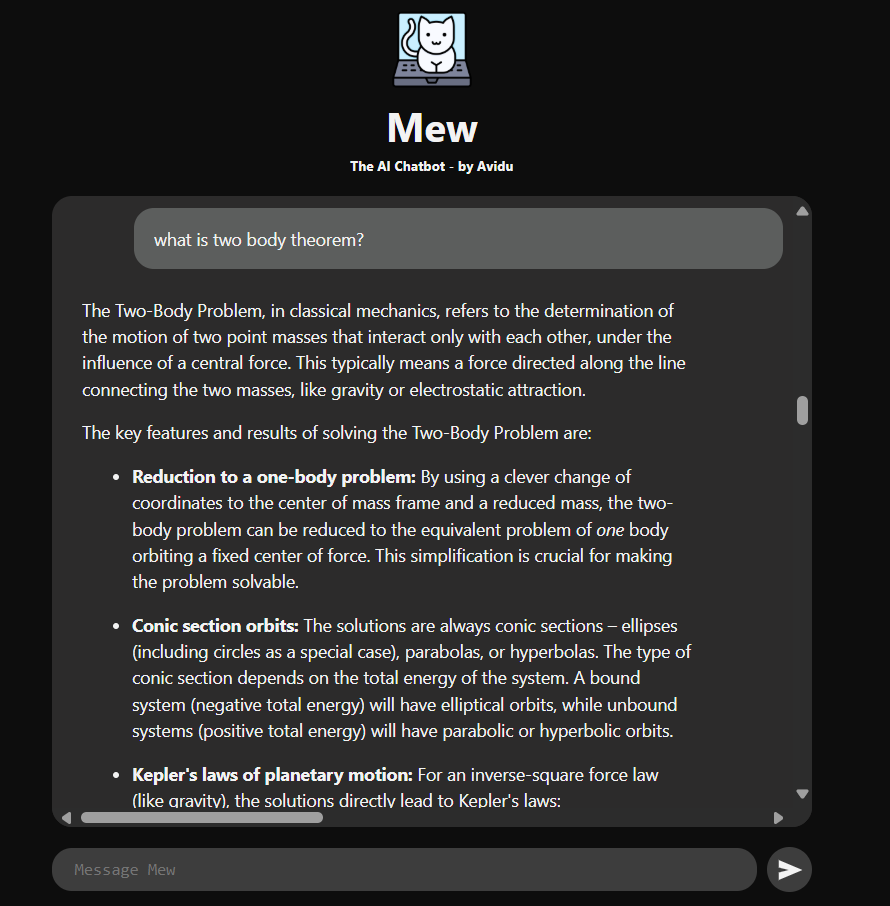 Mew
The AI Chatbot - by Avidu
what is two body theorem?
The Two-Body Problem, in classical mechanics, refers to the determination of
the motion of two point masses that interact only with each other, under the
influence of a central force. This typically means a force directed along the line
connecting the two masses, like gravity or electrostatic attraction.
The key features and results of solving the Two-Body Problem are:
• Reduction to a one-body problem: By using a clever change of
coordinates to the center of mass frame and a reduced mass, the two-
body problem can be reduced to the equivalent problem of one body
orbiting a fixed center of force. This simplification is crucial for making
the problem solvable.
• Conic section orbits: The solutions are always conic sections – ellipses
(including circles as a special case), parabolas, or hyperbolas. The type of
conic section depends on the total energy of the system. A bound
system (negative total energy) will have elliptical orbits, while unbound
systems (positive total energy) will have parabolic or hyperbolic orbits.
• Kepler's laws of planetary motion: For an inverse-square force law
(like gravity), the solutions directly lead to Kepler's laws:
Message Mew